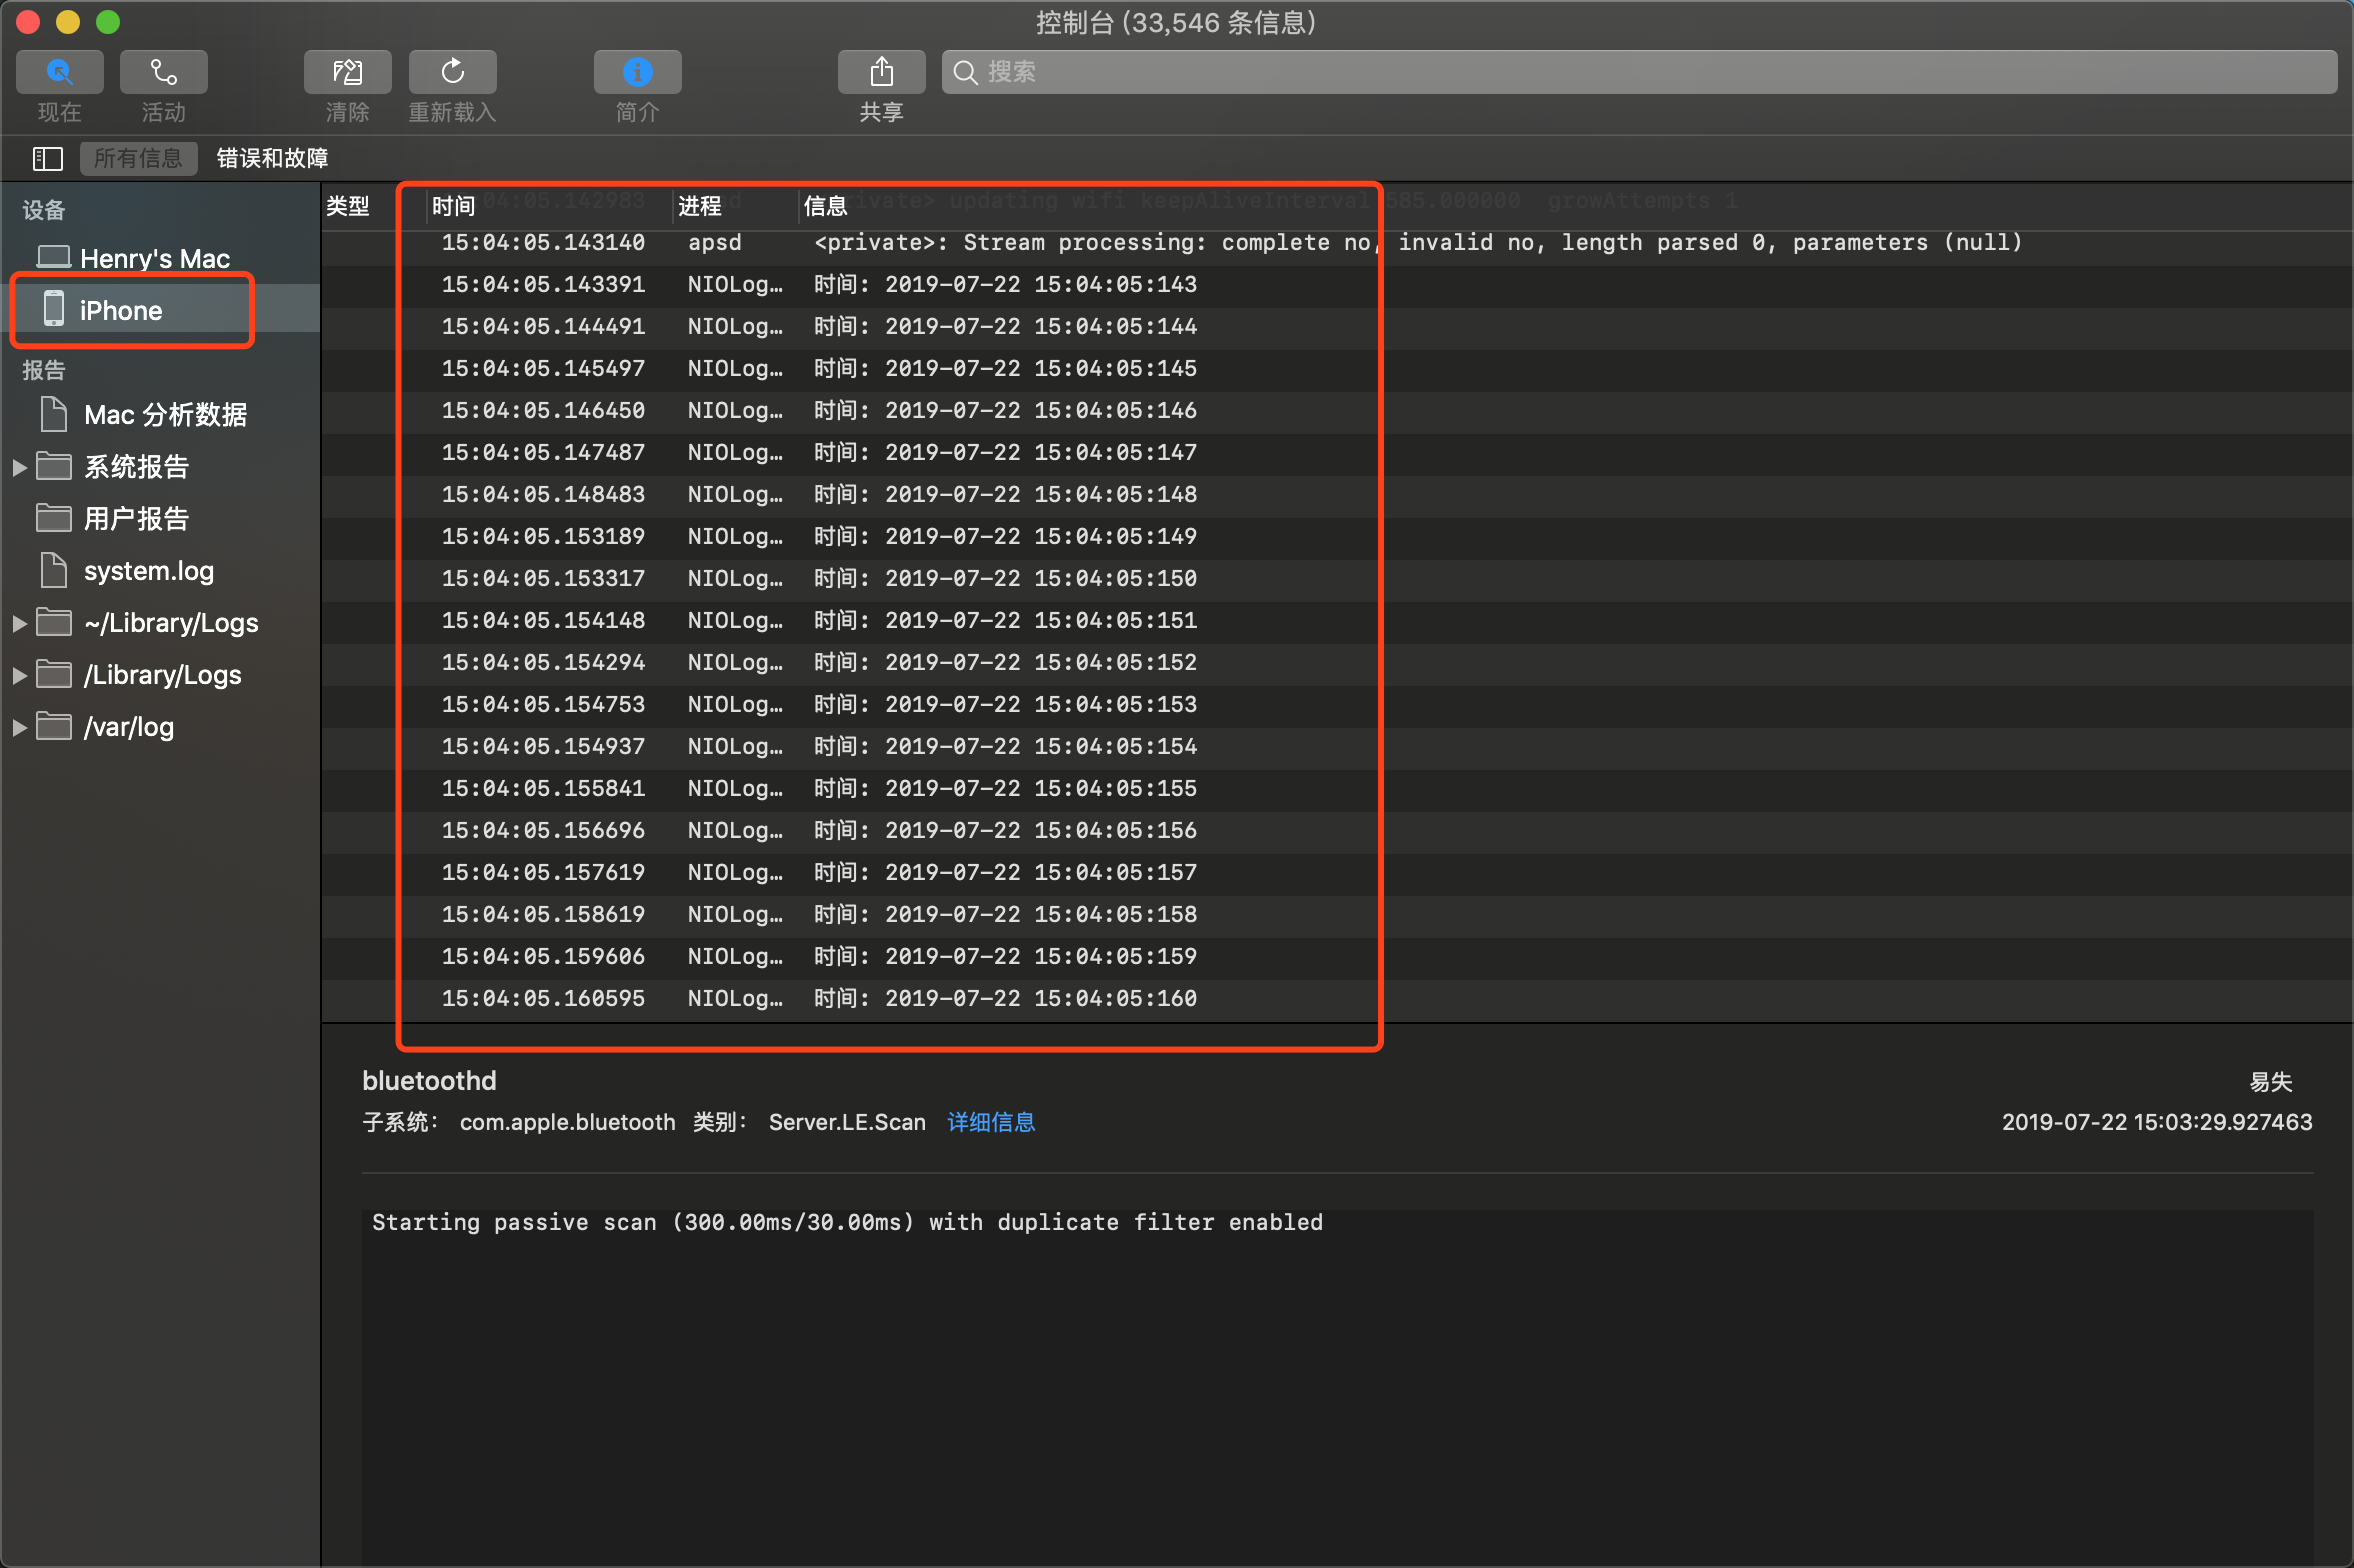 控制台 (33,546 条信息)
搜索
现在 活动 清除 重新载入 简介 共享
所有信息 错误和故障
设备
Henry's Mac
iPhone
报告
Mac 分析数据
系统报告
用户报告
system.log
~/Library/Logs
/Library/Logs
/var/log
类型 时间 进程 信息
04:05.142983 d rivate> updating wifi keepAliveInterval 585.000000 growAttempts 1
15:04:05.143140 apsd <private>: Stream processing: complete no, invalid no, length parsed 0, parameters (null)
15:04:05.143391 NIOLog… 时间: 2019-07-22 15:04:05:143
15:04:05.144491 NIOLog… 时间: 2019-07-22 15:04:05:144
15:04:05.145497 NIOLog… 时间: 2019-07-22 15:04:05:145
15:04:05.146450 NIOLog… 时间: 2019-07-22 15:04:05:146
15:04:05.147487 NIOLog… 时间: 2019-07-22 15:04:05:147
15:04:05.148483 NIOLog… 时间: 2019-07-22 15:04:05:148
15:04:05.153189 NIOLog… 时间: 2019-07-22 15:04:05:149
15:04:05.153317 NIOLog… 时间: 2019-07-22 15:04:05:150
15:04:05.154148 NIOLog… 时间: 2019-07-22 15:04:05:151
15:04:05.154294 NIOLog… 时间: 2019-07-22 15:04:05:152
15:04:05.154753 NIOLog… 时间: 2019-07-22 15:04:05:153
15:04:05.154937 NIOLog… 时间: 2019-07-22 15:04:05:154
15:04:05.155841 NIOLog… 时间: 2019-07-22 15:04:05:155
15:04:05.156696 NIOLog… 时间: 2019-07-22 15:04:05:156
15:04:05.157619 NIOLog… 时间: 2019-07-22 15:04:05:157
15:04:05.158619 NIOLog… 时间: 2019-07-22 15:04:05:158
15:04:05.159606 NIOLog… 时间: 2019-07-22 15:04:05:159
15:04:05.160595 NIOLog… 时间: 2019-07-22 15:04:05:160
bluetoothd 易失
子系统: com.apple.bluetooth 类别: Server.LE.Scan 详细信息 2019-07-22 15:03:29.927463
Starting passive scan (300.00ms/30.00ms) with duplicate filter enabled